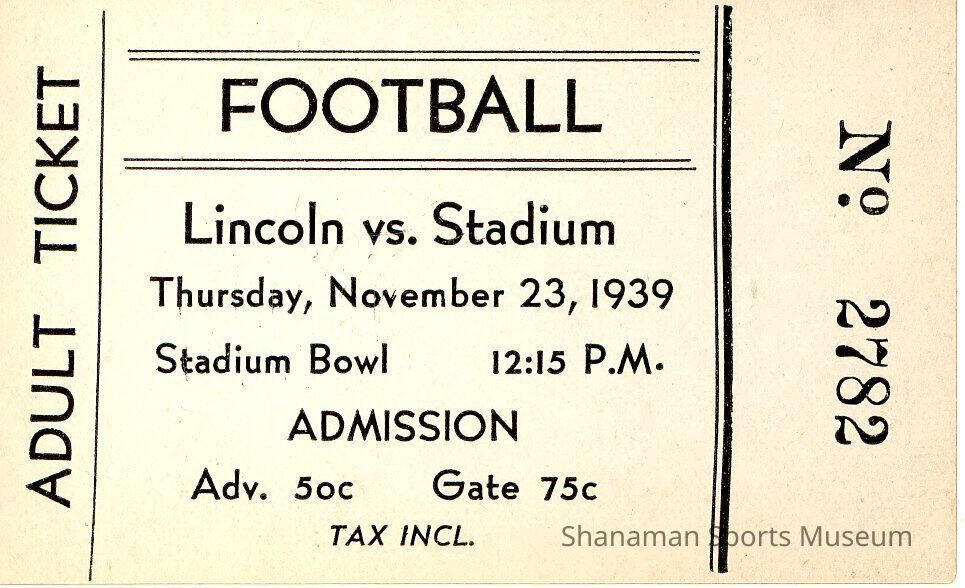 ADULT TICKET
FOOTBALL
Lincoln vs. Stadium
Thursday, November 23, 1939
Stadium Bowl 12:15 P.M.
ADMISSION
Adv. 50c Gate 75c
TAX INCL.
No. 2782
Shanaman Sports Museum